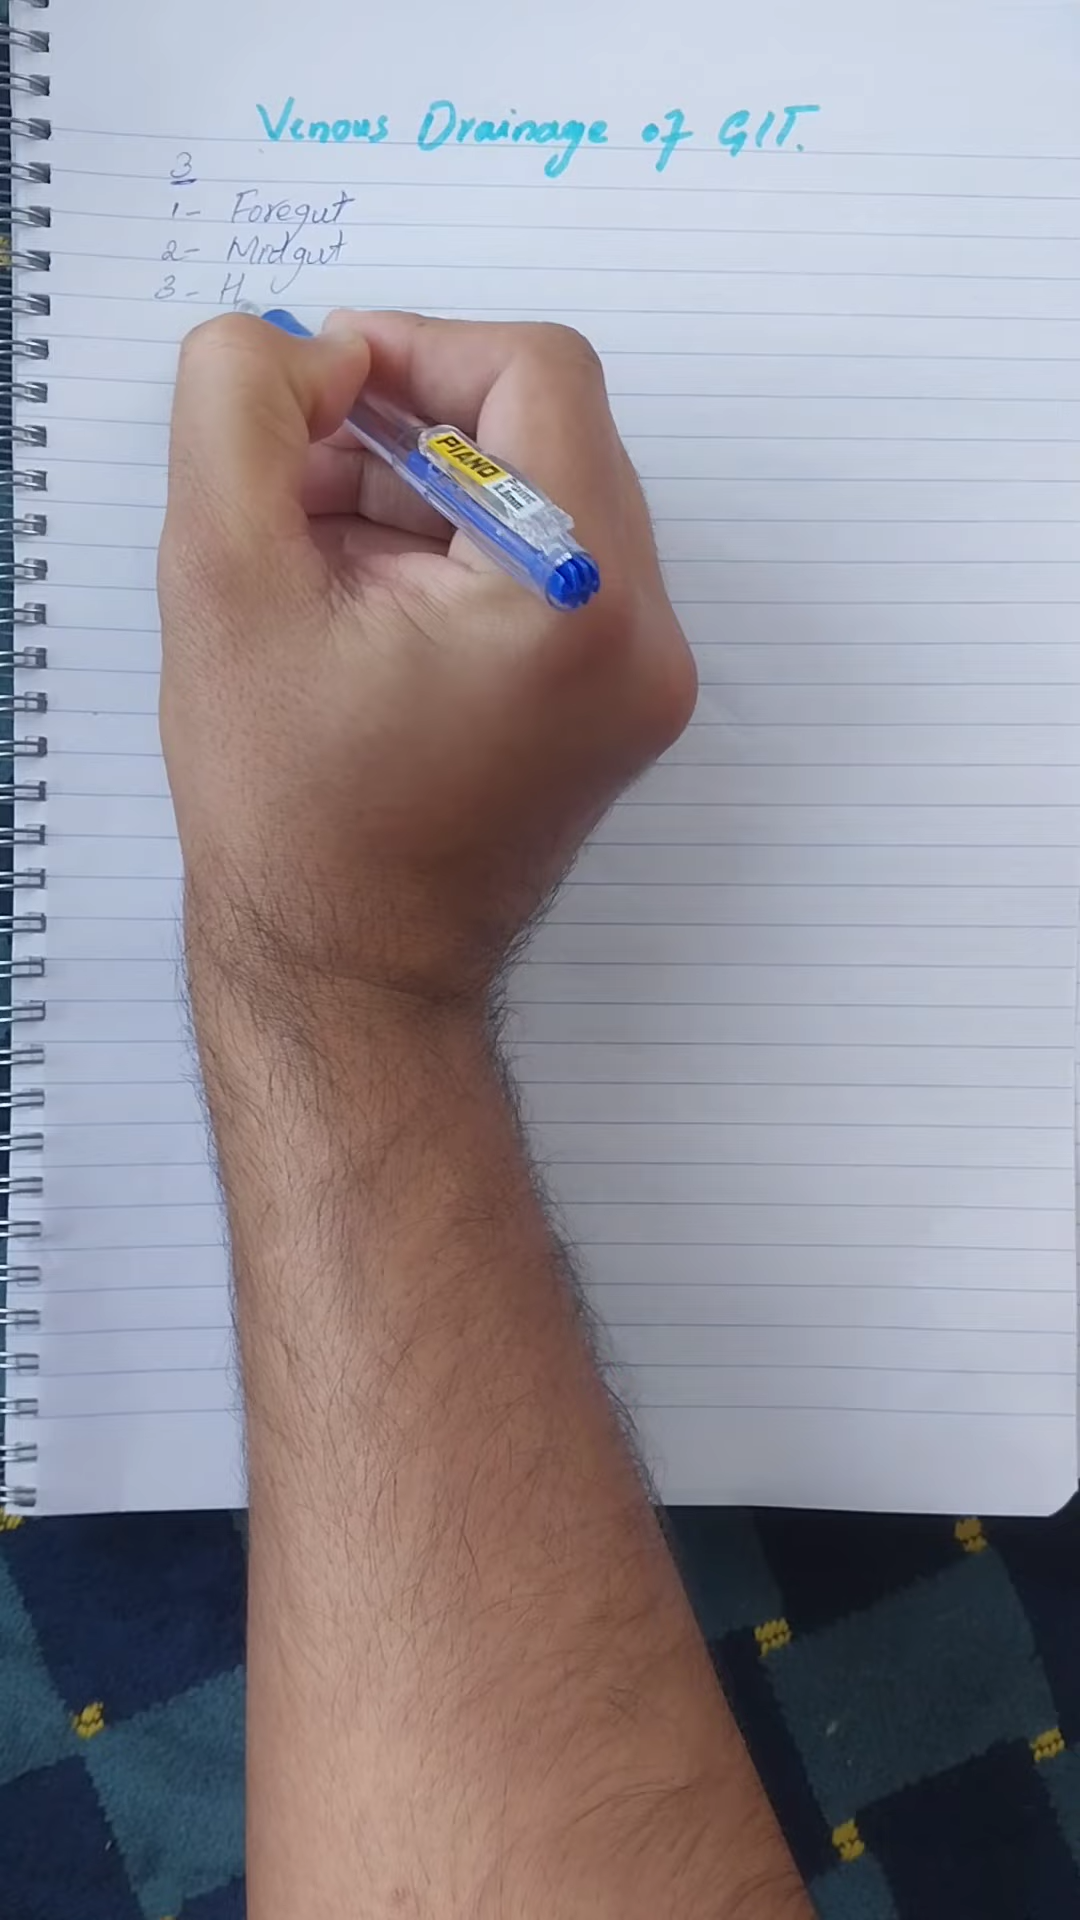 Venous Drainage of GIT.
3
1- Foregut
2- Midgut
3- H
PIANO